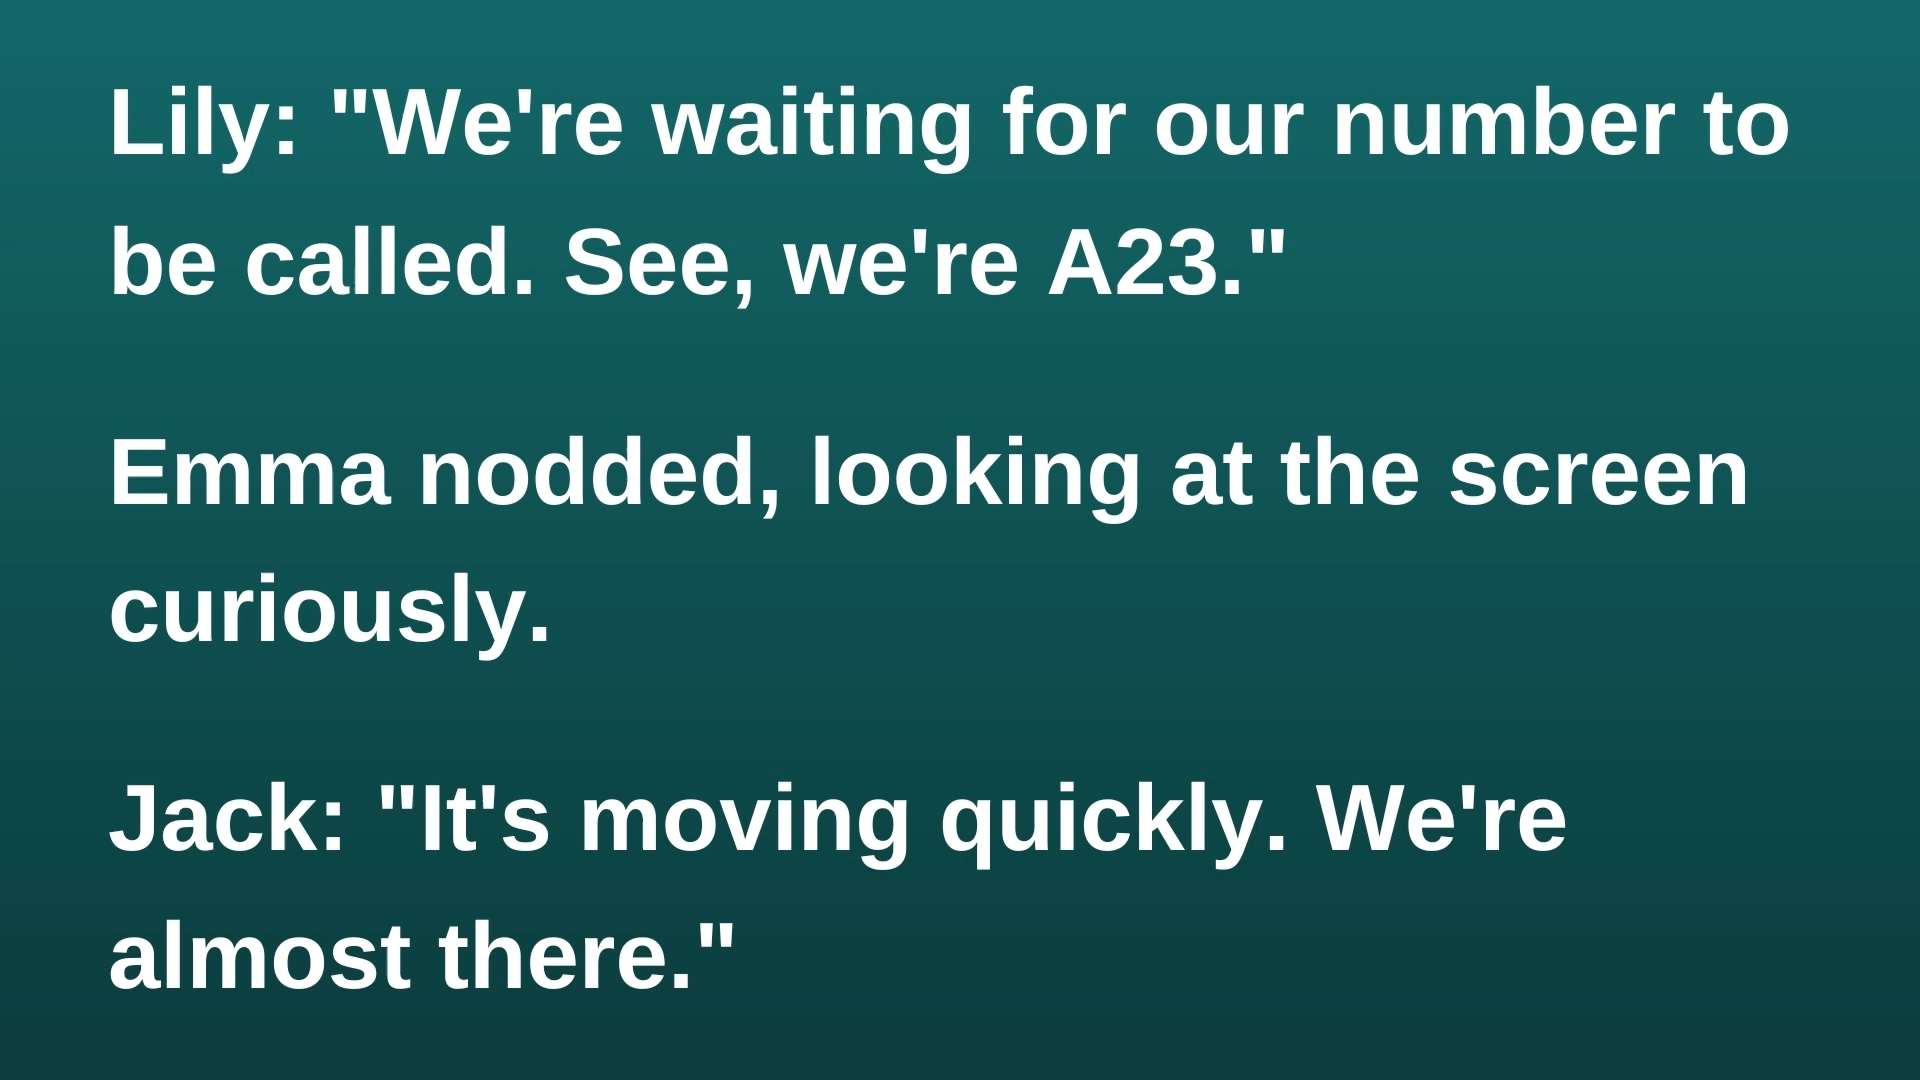 Lily: "We're waiting for our number to
be called. See, we're A23."
Emma nodded, looking at the screen
curiously.
Jack: "It's moving quickly. We're
almost there."